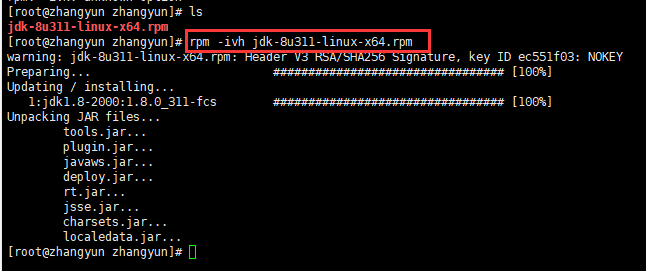 [root@zhangyun zhangyun]# ls
jdk-8u311-linux-x64.rpm
[root@zhangyun zhangyun]# rpm -ivh jdk-8u311-linux-x64.rpm
warning: jdk-8u311-linux-x64.rpm: Header V3 RSA/SHA256 Signature, key ID ec551f03: NOKEY
Preparing... ################################# [100%]
Updating / installing...
1:jdk1.8-2000:1.8.0_311-fcs ################################# [100%]
Unpacking JAR files...
tools.jar...
plugin.jar...
javaws.jar...
deploy.jar...
rt.jar...
jsse.jar...
charsets.jar...
localedata.jar...
[root@zhangyun zhangyun]#